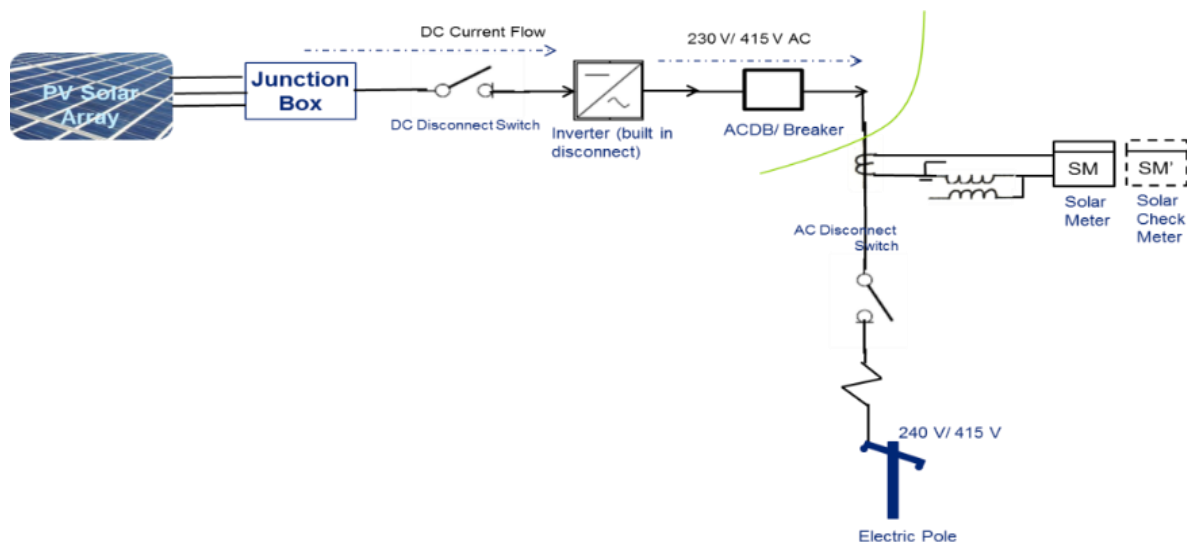 DC Current Flow
230 V/ 415 V AC
PV Solar
Array
Junction
Box
DC Disconnect Switch
Inverter (built in
disconnect)
ACDB/ Breaker
SM
SM'
Solar
Meter
Solar
Check
Meter
AC Disconnect
Switch
240 V/ 415 V
Electric Pole